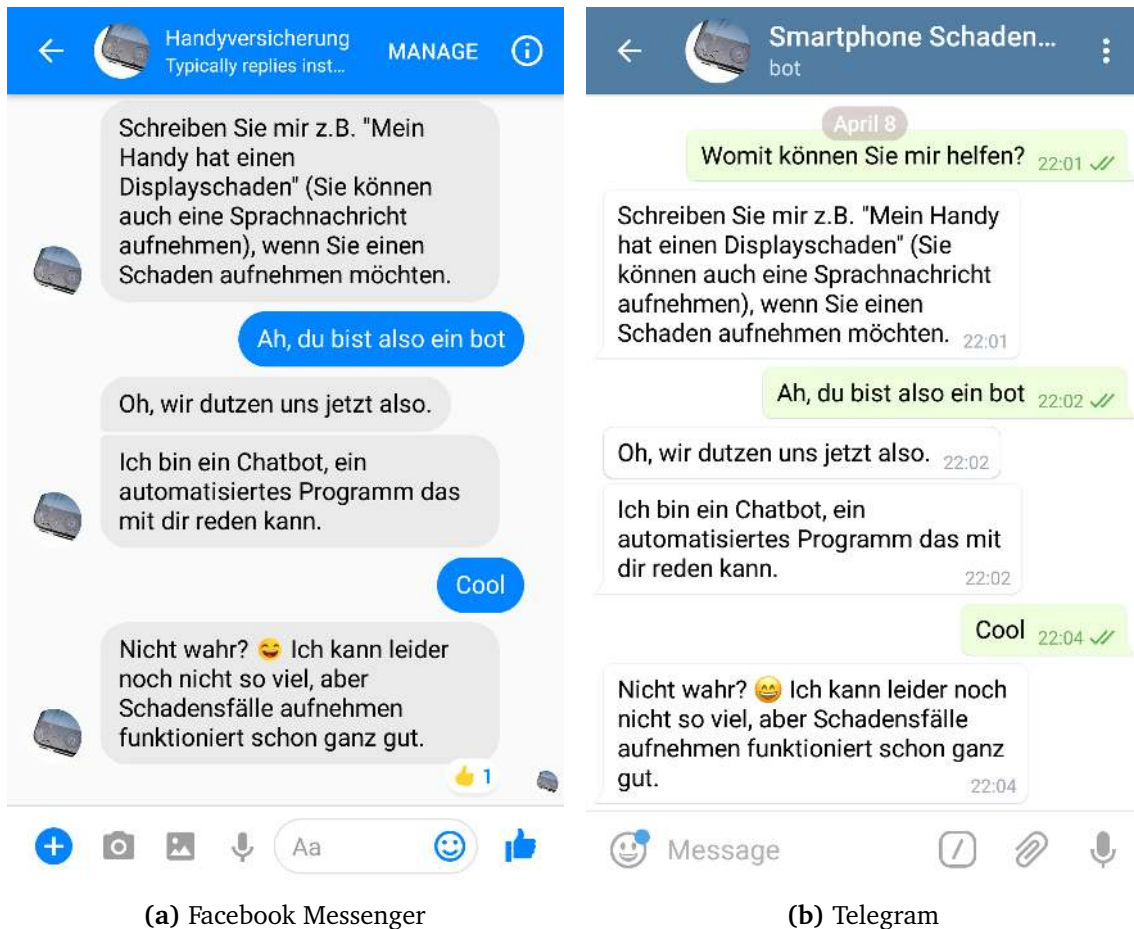 Handyversicherung
Typically replies inst...
MANAGE
Schreiben Sie mir z.B. "Mein
Handy hat einen
Displayschaden" (Sie können
auch eine Sprachnachricht
aufnehmen), wenn Sie einen
Schaden aufnehmen möchten.
Ah, du bist also ein bot
Oh, wir dutzen uns jetzt also.
Ich bin ein Chatbot, ein
automatisiertes Programm das
mit dir reden kann.
Cool
Nicht wahr? 😄 Ich kann leider
noch nicht so viel, aber
Schadensfälle aufnehmen
funktioniert schon ganz gut.
👍 1
Aa
(a) Facebook Messenger
Smartphone Schaden...
bot
April 8
Womit können Sie mir helfen? 22:01
Schreiben Sie mir z.B. "Mein Handy
hat einen Displayschaden" (Sie
können auch eine Sprachnachricht
aufnehmen), wenn Sie einen
Schaden aufnehmen möchten. 22:01
Ah, du bist also ein bot 22:02
Oh, wir dutzen uns jetzt also. 22:02
Ich bin ein Chatbot, ein
automatisiertes Programm das mit
dir reden kann. 22:02
Cool 22:04
Nicht wahr? 😄 Ich kann leider noch
nicht so viel, aber Schadensfälle
aufnehmen funktioniert schon ganz
gut. 22:04
Message
(b) Telegram